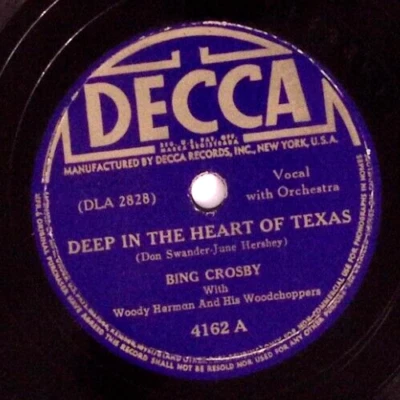 DECCA
REG. U.S. PAT. OFF.
MARCA REGISTRADA
MANUFACTURED BY DECCA RECORDS, INC., NEW YORK, U.S.A.
(DLA 2828)
Vocal
with Orchestra
DEEP IN THE HEART OF TEXAS
(Don Swander-June Hershey)
BING CROSBY
With
Woody Herman And His Woodchoppers
4162 A